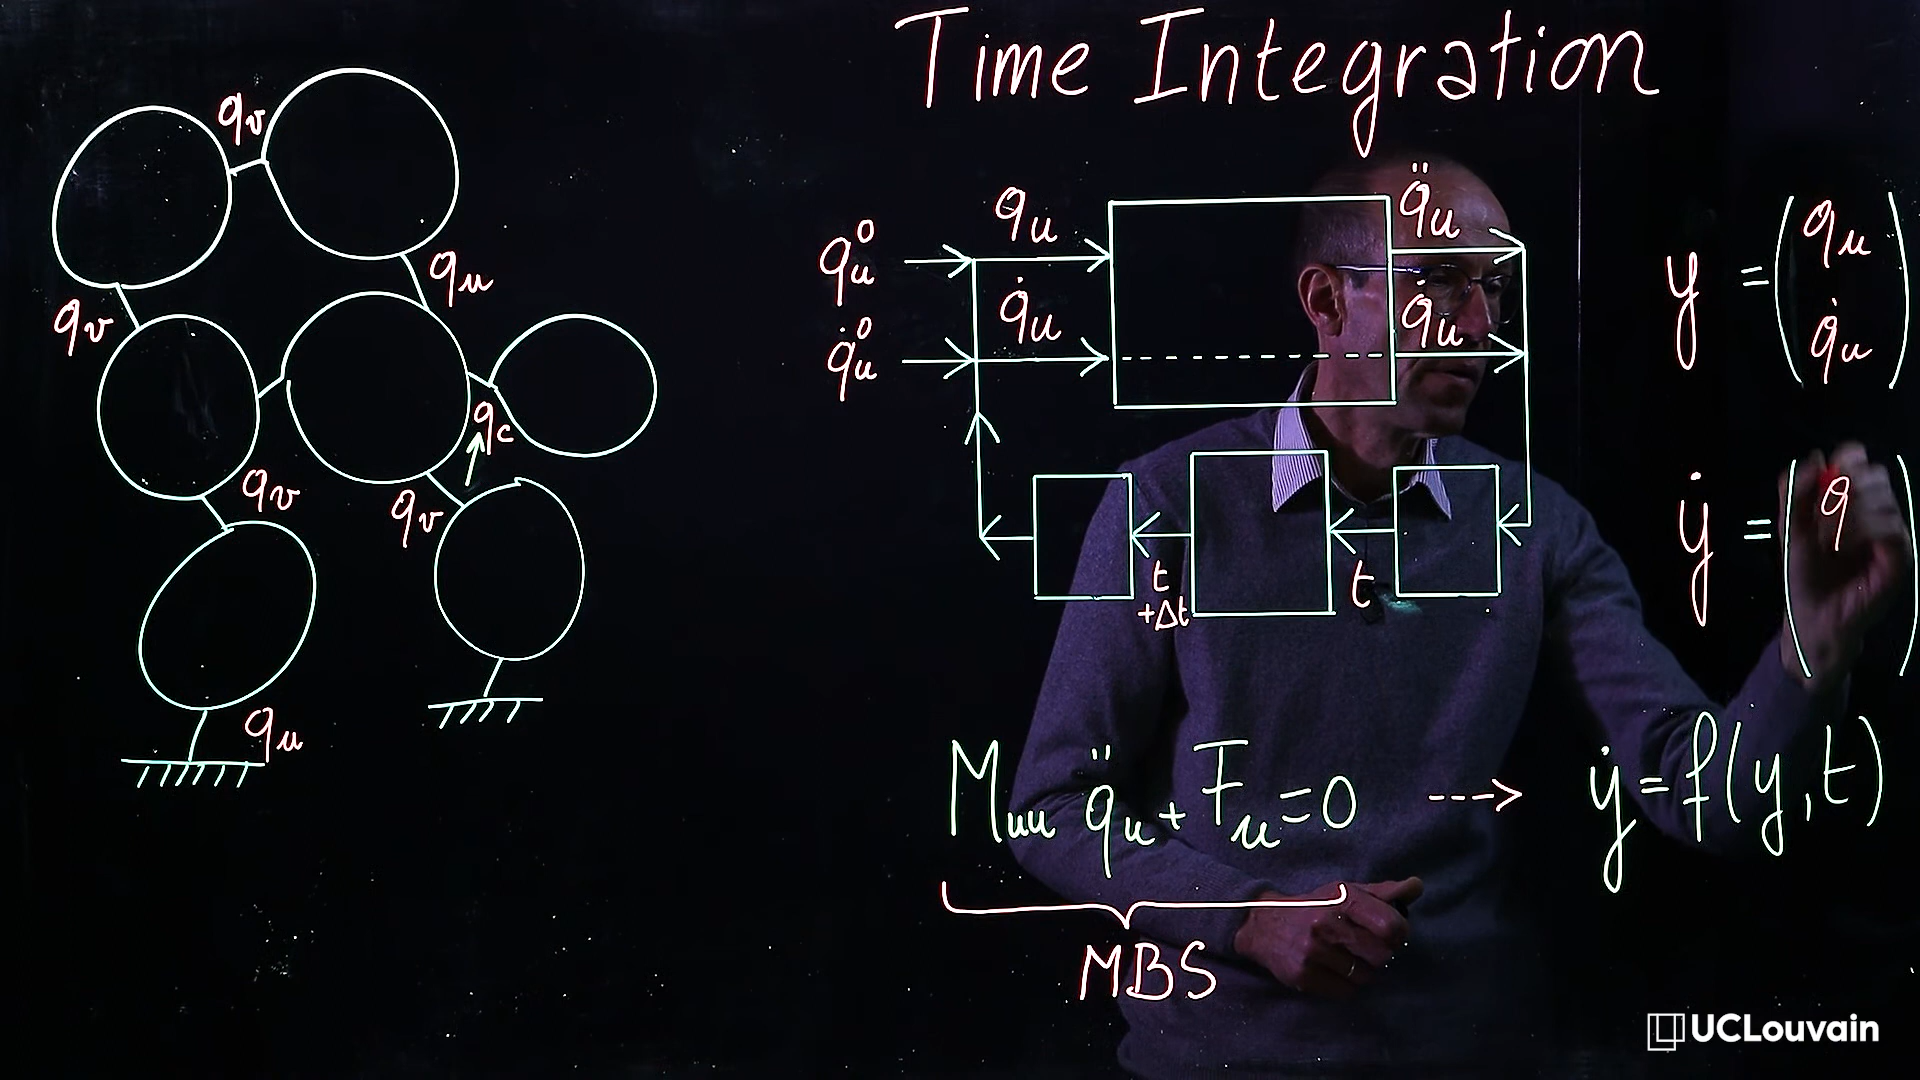 Time Integration
q_v
q_v
q_u
q_v
q_v
q_c
q_u
q_u^0
q̇_u^0
q_u
q̇_u
q̈_u
q̇_u
t
+Δt
t
y = (q_u
q̇_u)
ẏ = (q
)
M_uu q̈_u + F_u = 0 ---> ẏ = f(y, t)
MBS
UCLouvain